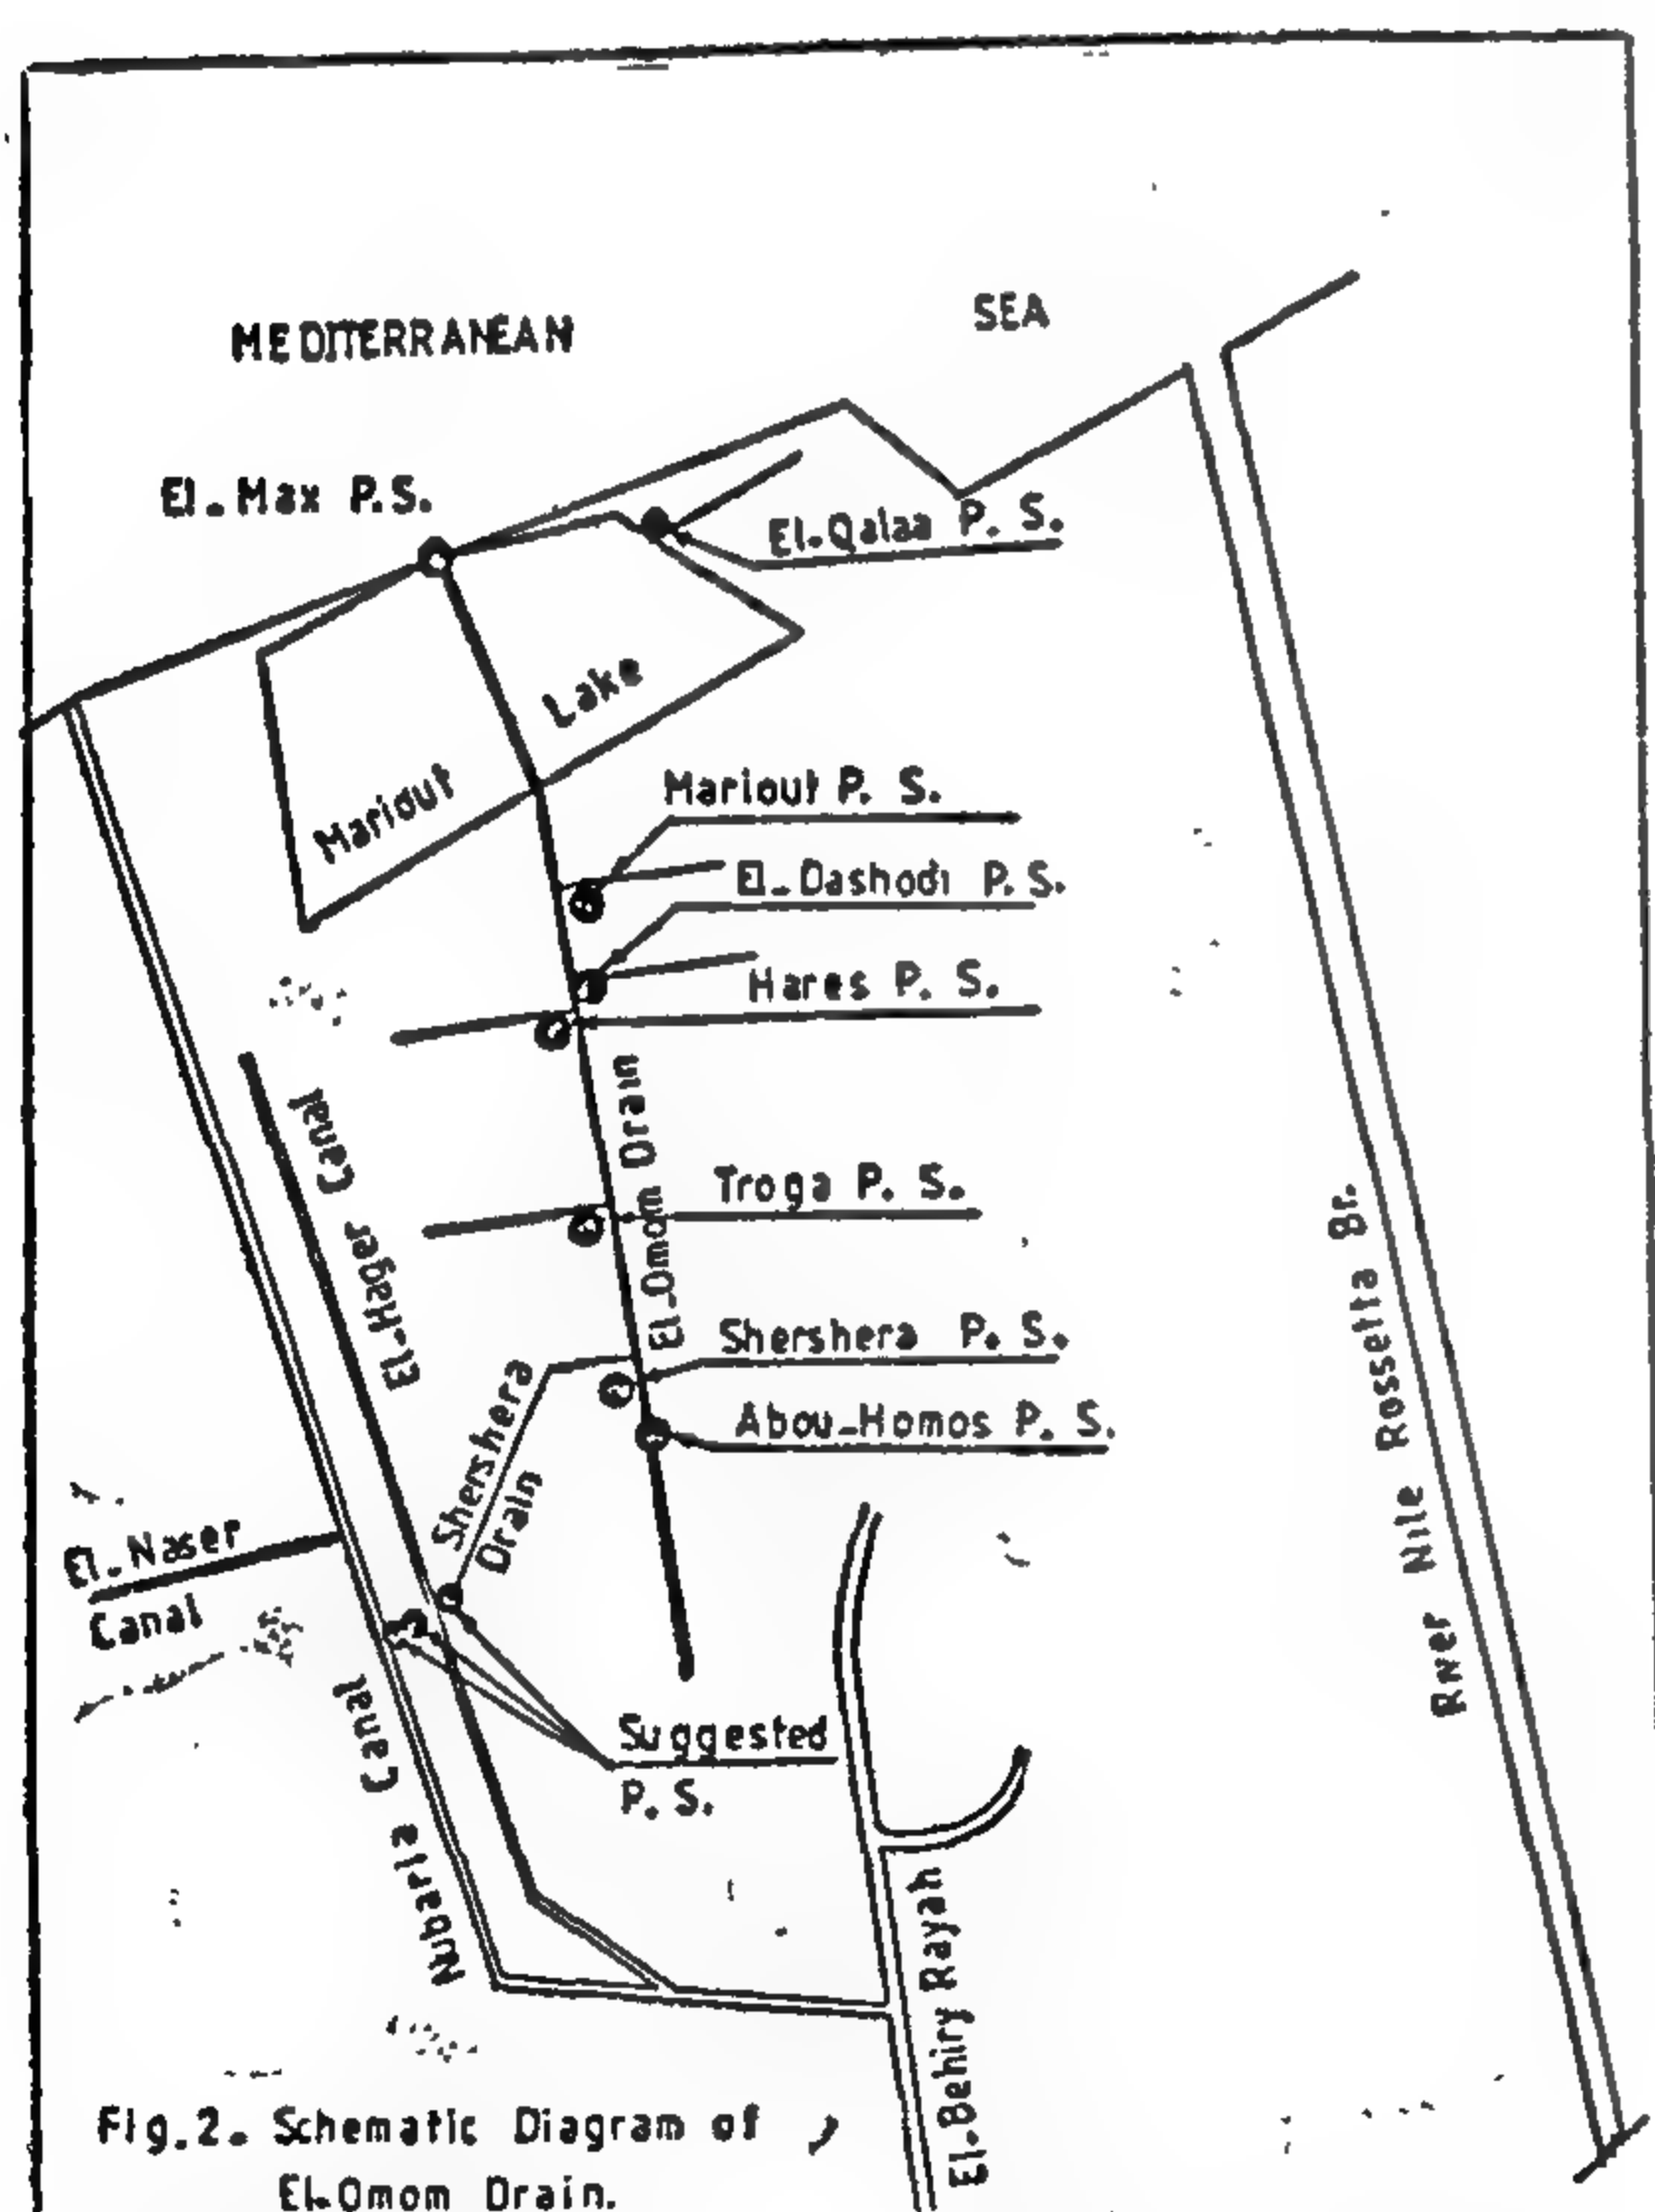 MEDITERRANEAN SEA
El-Max P.S.
El-Qalaa P. S.
Lake
Mariout
Mariout P. S.
El-Dashodi P. S.
Hares P. S.
El-Omom Drain
El-Hager Canal
Troga P. S.
Shershera P. S.
Abou-Homos P. S.
Shershera
Drain
El-Naser
Canal
Suggested
P. S.
Nubaria Canal
El-Behiry Rayah
River Nile Rossetta Br.
Fig.2. Schematic Diagram of
El-Omom Drain.